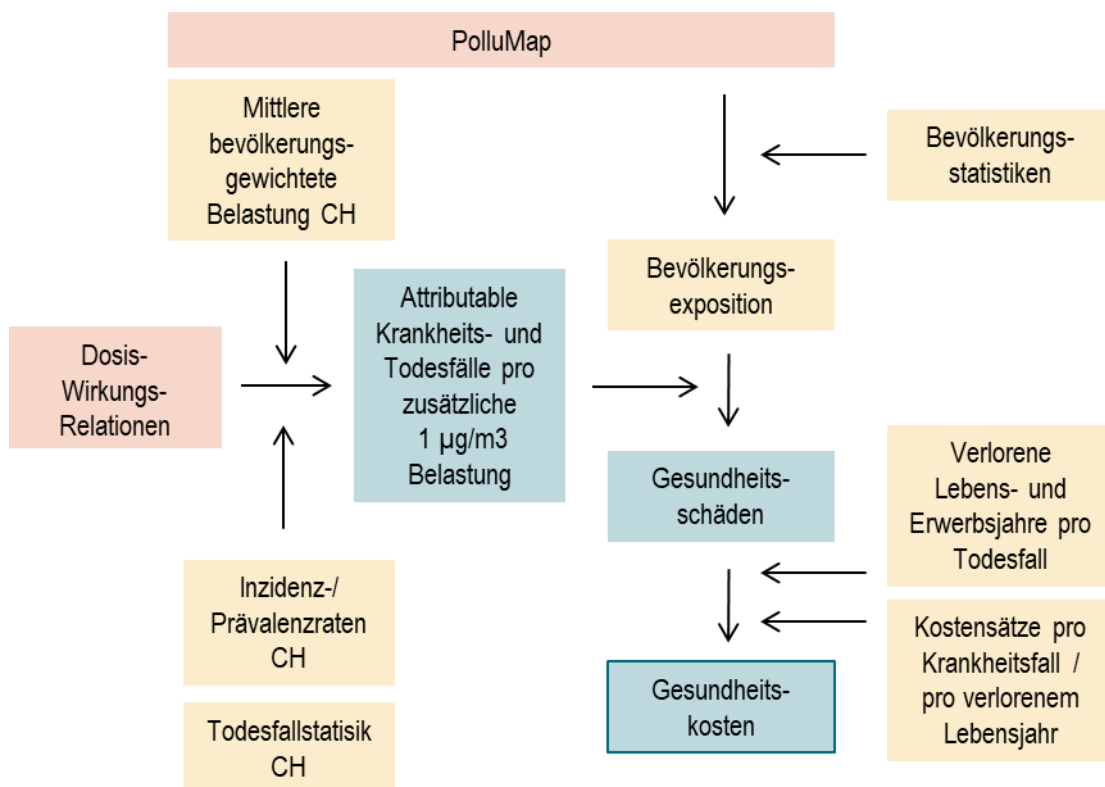 PolluMap
Mittlere
bevölkerungs-
gewichtete
Belastung CH
Bevölkerungs-
statistiken
Bevölkerungs-
exposition
Attributable
Krankheits- und
Todesfälle pro
zusätzliche
1 µg/m3
Belastung
Dosis-
Wirkungs-
Relationen
Gesundheits-
schäden
Verlorene
Lebens- und
Erwerbsjahre pro
Todesfall
Inzidenz-/
Prävalenzraten
CH
Kostensätze pro
Krankheitsfall /
pro verlorenem
Lebensjahr
Gesundheits-
kosten
Todesfallstatisik
CH